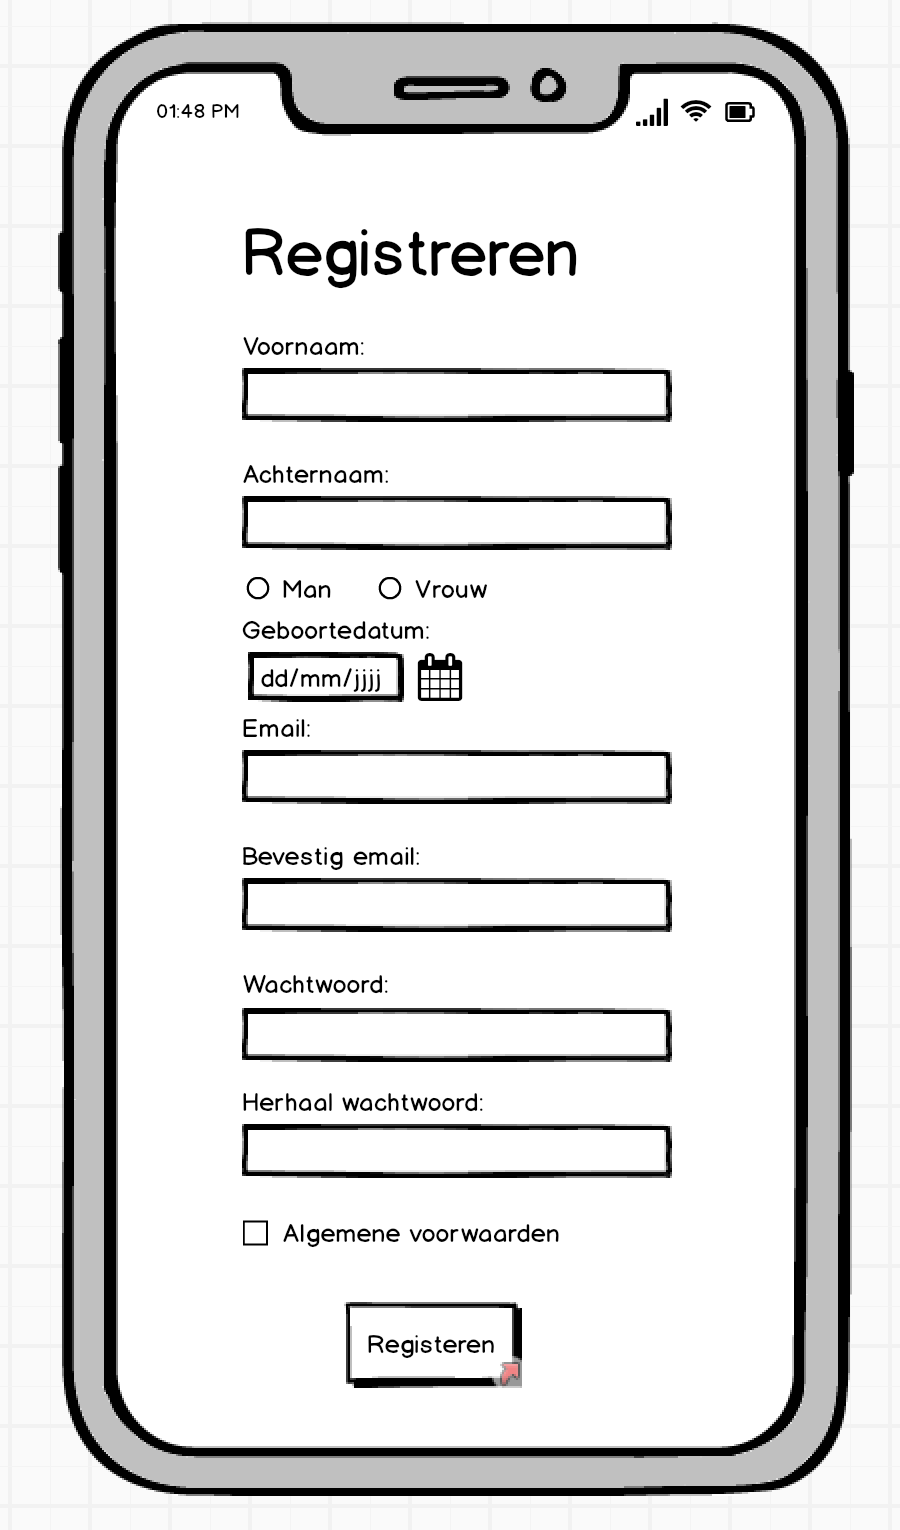 01:48 PM
Registreren
Voornaam:
Achternaam:
Man Vrouw
Geboortedatum:
dd/mm/jjjj
Email:
Bevestig email:
Wachtwoord:
Herhaal wachtwoord:
Algemene voorwaarden
Registeren